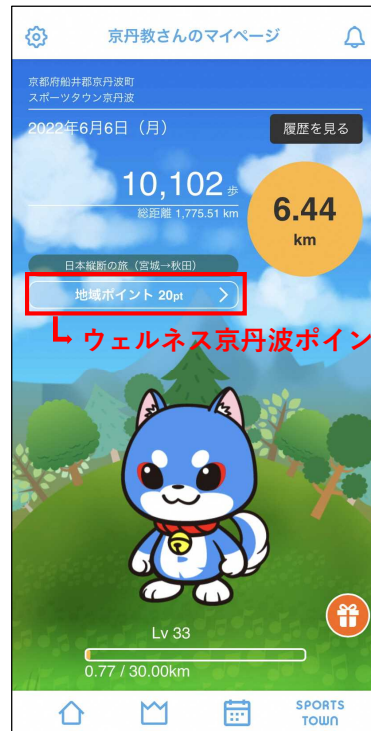 京丹教さんのマイページ
京都府船井郡京丹波町
スポーツタウン京丹波
2022年6月6日（月）
履歴を見る
10,102 歩
総距離 1,775.51 km
6.44
km
日本縦断の旅（宮城→秋田）
地域ポイント 20pt
ウェルネス京丹波ポイン
Lv 33
0.77 / 30.00km
SPORTS
TOWN